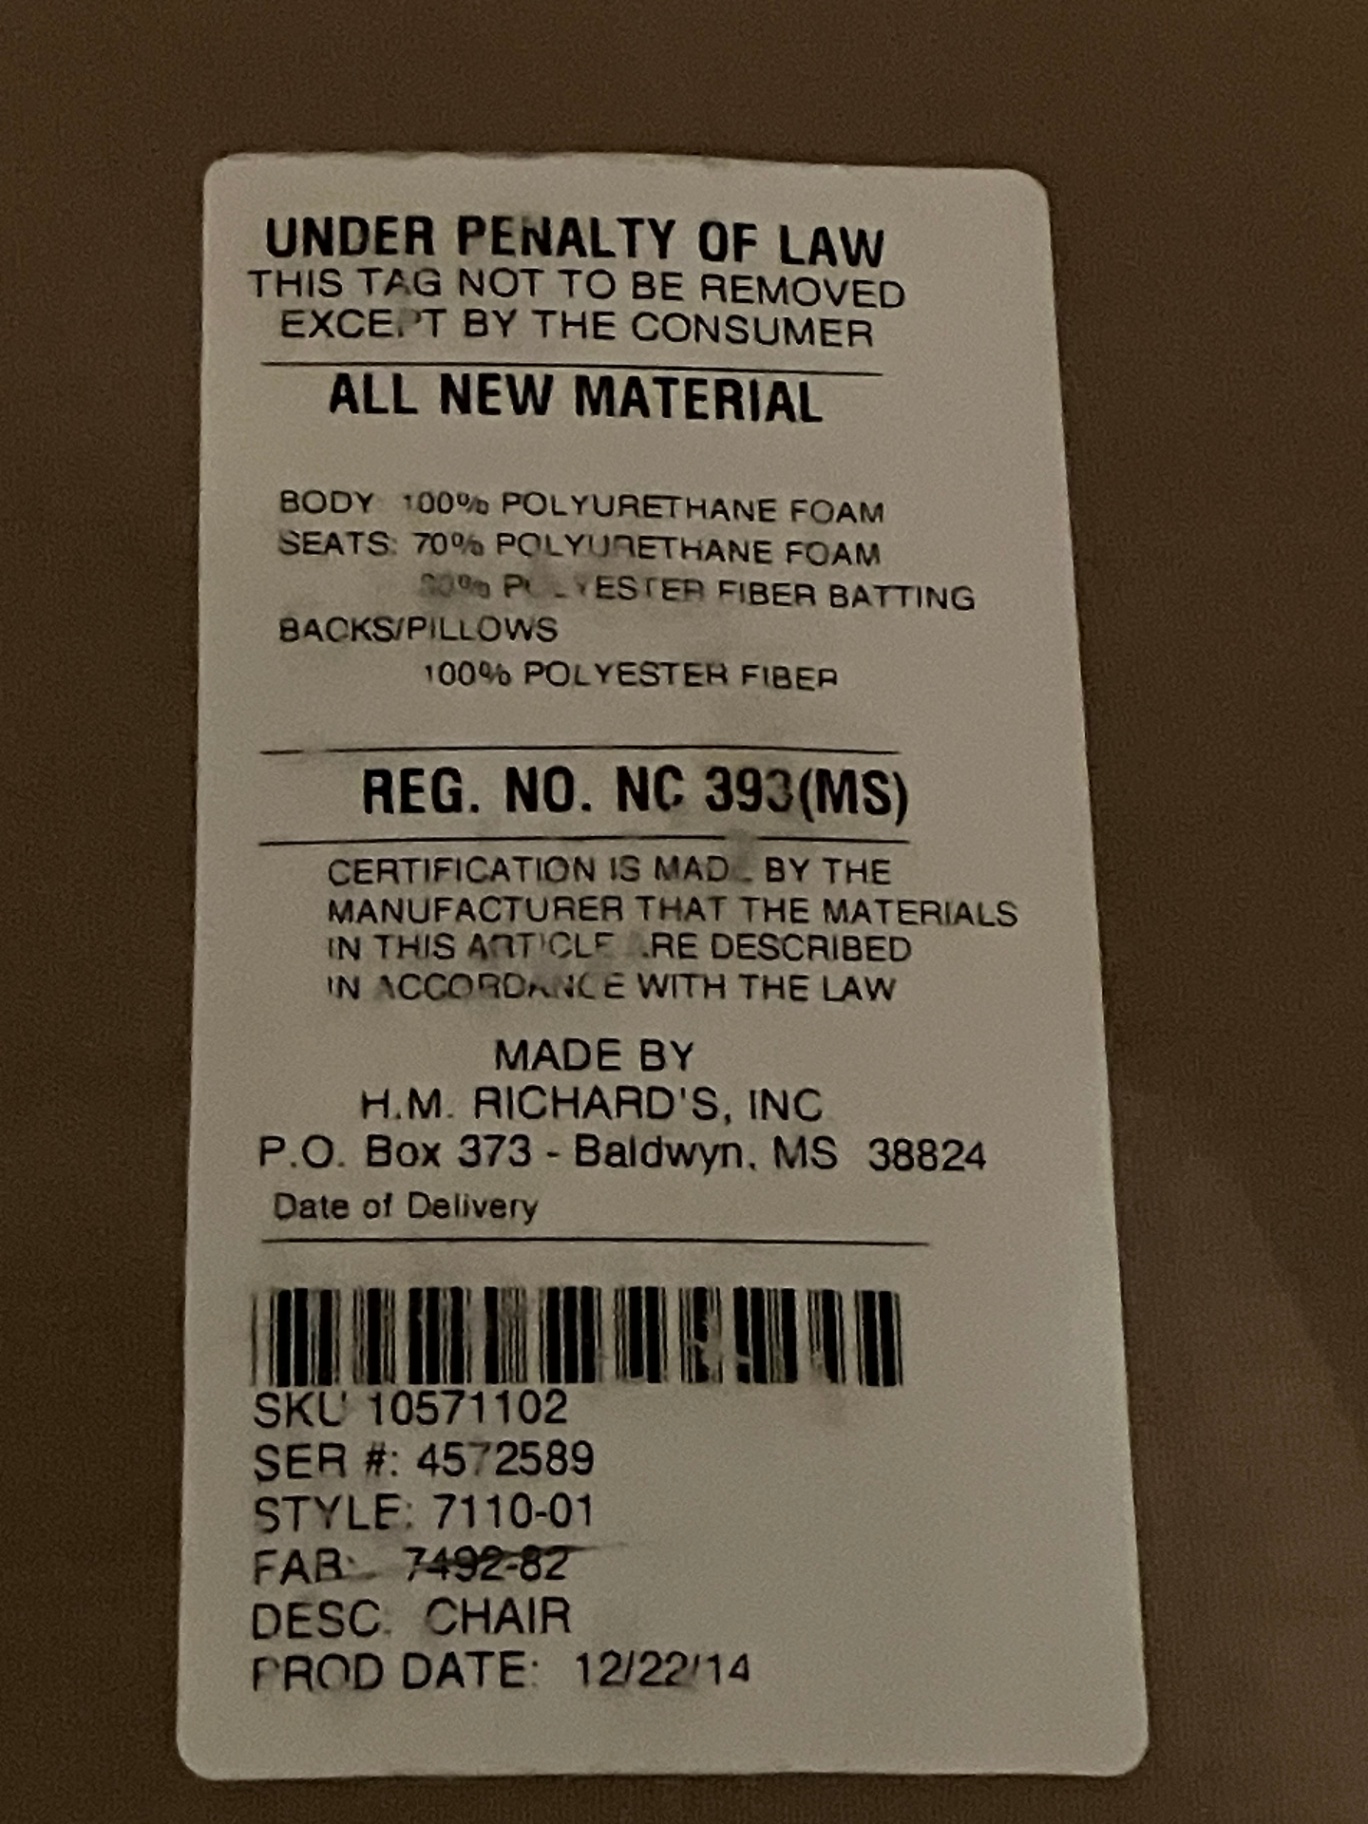 UNDER PENALTY OF LAW
THIS TAG NOT TO BE REMOVED
EXCEPT BY THE CONSUMER
ALL NEW MATERIAL
BODY 100% POLYURETHANE FOAM
SEATS: 70% POLYURETHANE FOAM
30% POLYESTER FIBER BATTING
BACKS/PILLOWS
100% POLYESTER FIBER
REG. NO. NC 393(MS)
CERTIFICATION IS MADE BY THE
MANUFACTURER THAT THE MATERIALS
IN THIS ARTICLE ARE DESCRIBED
IN ACCORDANCE WITH THE LAW
MADE BY
H.M. RICHARD'S, INC
P.O. Box 373 - Baldwyn, MS 38824
Date of Delivery
SKU 10571102
SER #: 4572589
STYLE: 7110-01
FAB: 7492-82
DESC. CHAIR
PROD DATE: 12/22/14